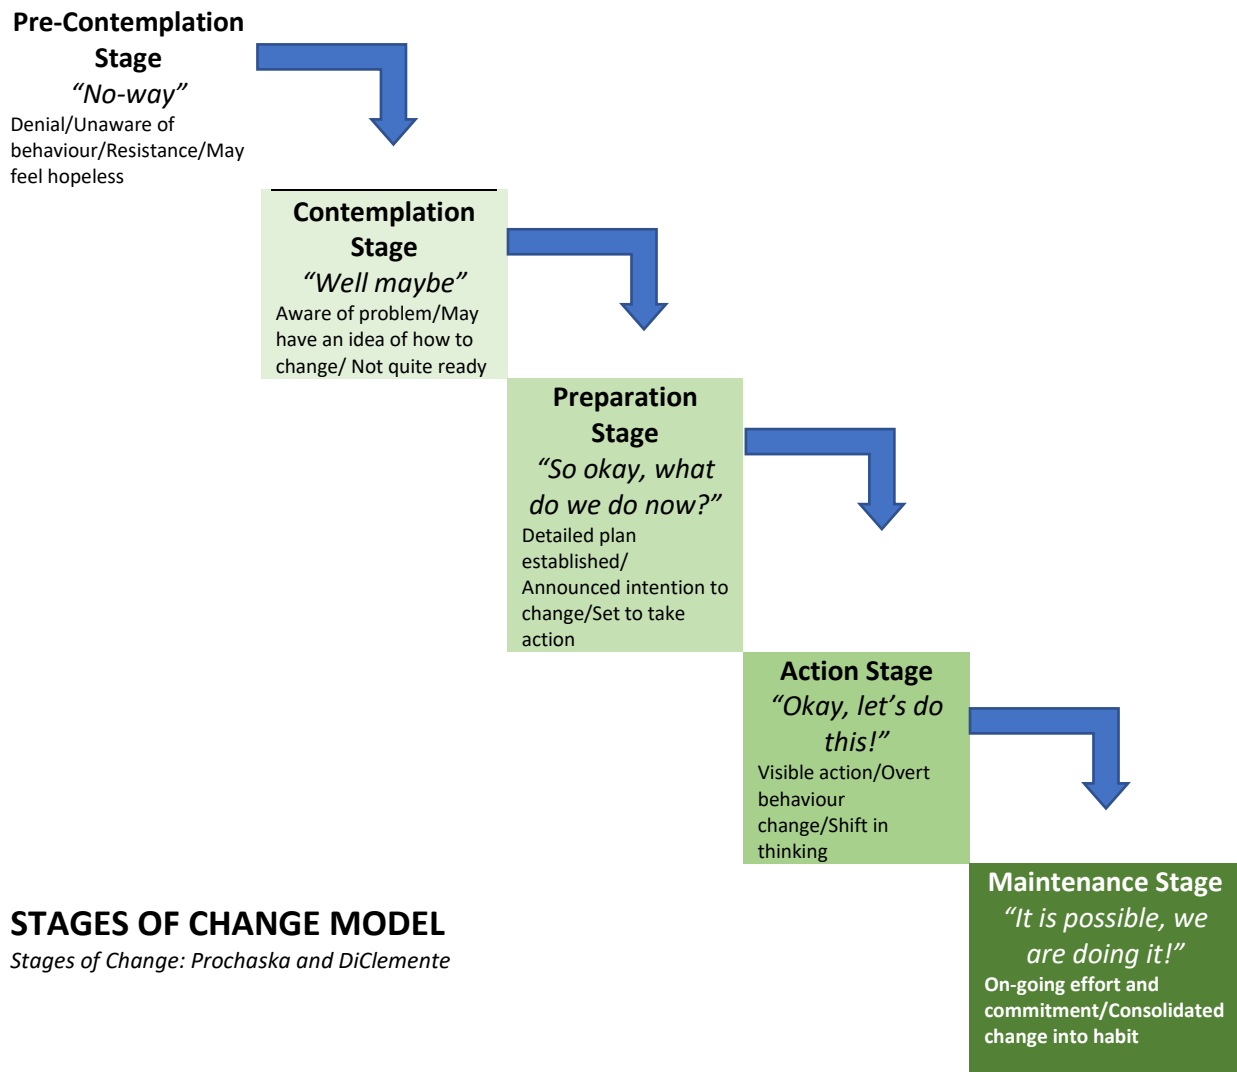 Pre-Contemplation
Stage
“No-way”
Denial/Unaware of
behaviour/Resistance/May
feel hopeless
Contemplation
Stage
“Well maybe”
Aware of problem/May
have an idea of how to
change/ Not quite ready
Preparation
Stage
“So okay, what
do we do now?”
Detailed plan
established/
Announced intention to
change/Set to take
action
Action Stage
“Okay, let’s do
this!”
Visible action/Overt
behaviour
change/Shift in
thinking
Maintenance Stage
“It is possible, we
are doing it!”
On-going effort and
commitment/Consolidated
change into habit
STAGES OF CHANGE MODEL
Stages of Change: Prochaska and DiClemente